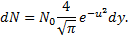 dN = N₀ 4/√π e^(−u²) dy.